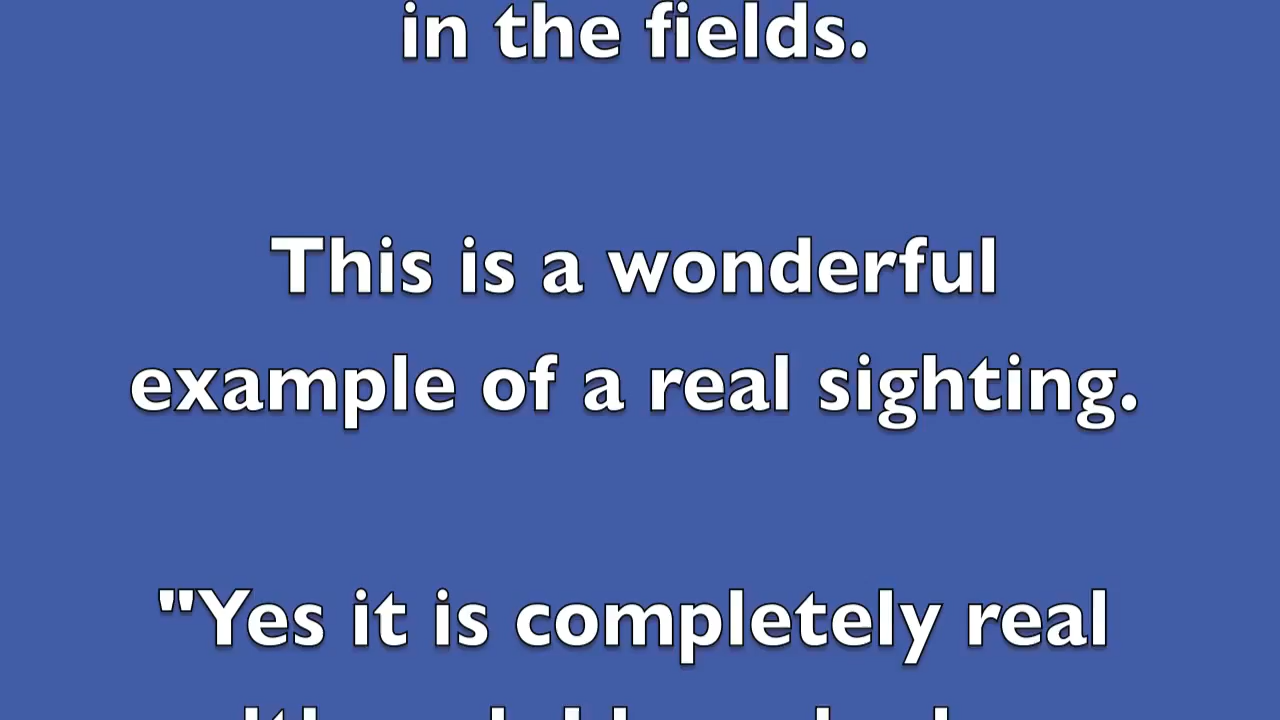 in the fields.
This is a wonderful
example of a real sighting.
"Yes it is completely real